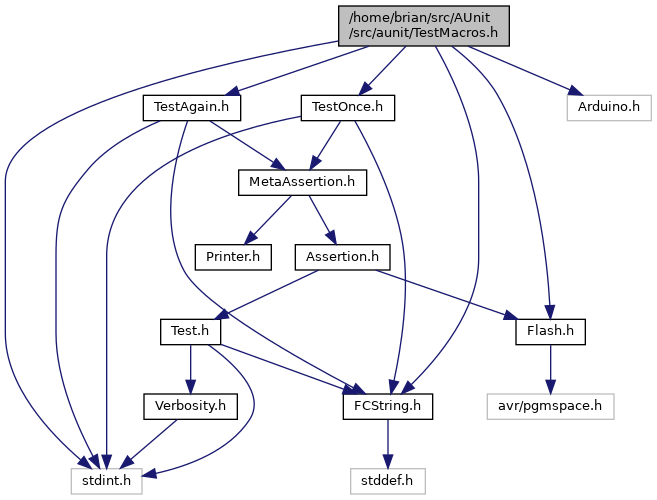 /home/brian/src/AUnit
/src/aunit/TestMacros.h
TestAgain.h
TestOnce.h
Arduino.h
MetaAssertion.h
Printer.h
Assertion.h
Test.h
Flash.h
Verbosity.h
FCString.h
avr/pgmspace.h
stdint.h
stddef.h